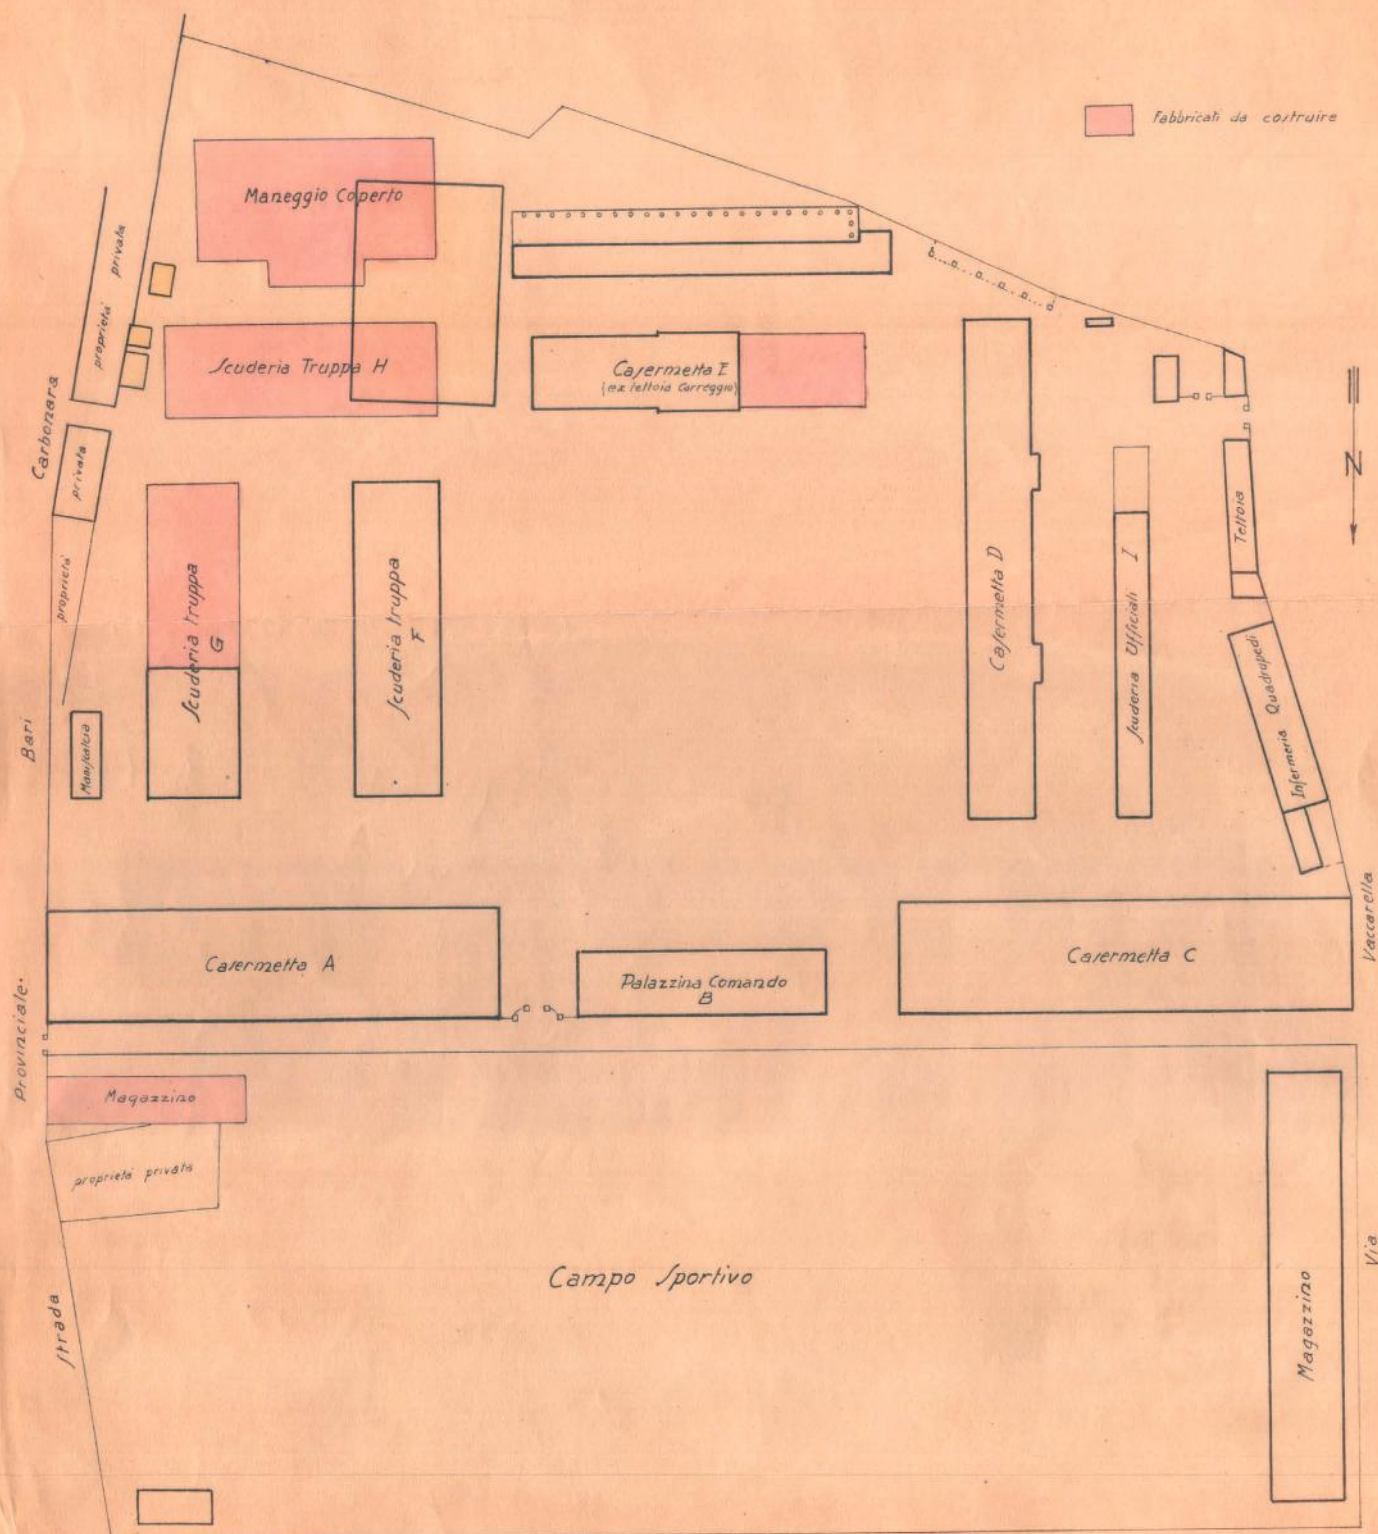 Fabbricati da costruire
Maneggio Coperto
proprietà privata
Scuderia Truppa H
Casermetta E
(ex tettoia Carreggio)
N
Carbonara
privata
proprietà
Scuderia truppa
G
Scuderia truppa
F
Casermetta D
Scuderia Ufficiali I
Tettoia
Infermeria Quadrupedi
Bari
Maniscalcia
Casermetta A
Palazzina Comando
B
Casermetta C
Vaccarella
Provinciale.
Magazzino
proprietà privata
Campo Sportivo
Via
Strada
Magazzino